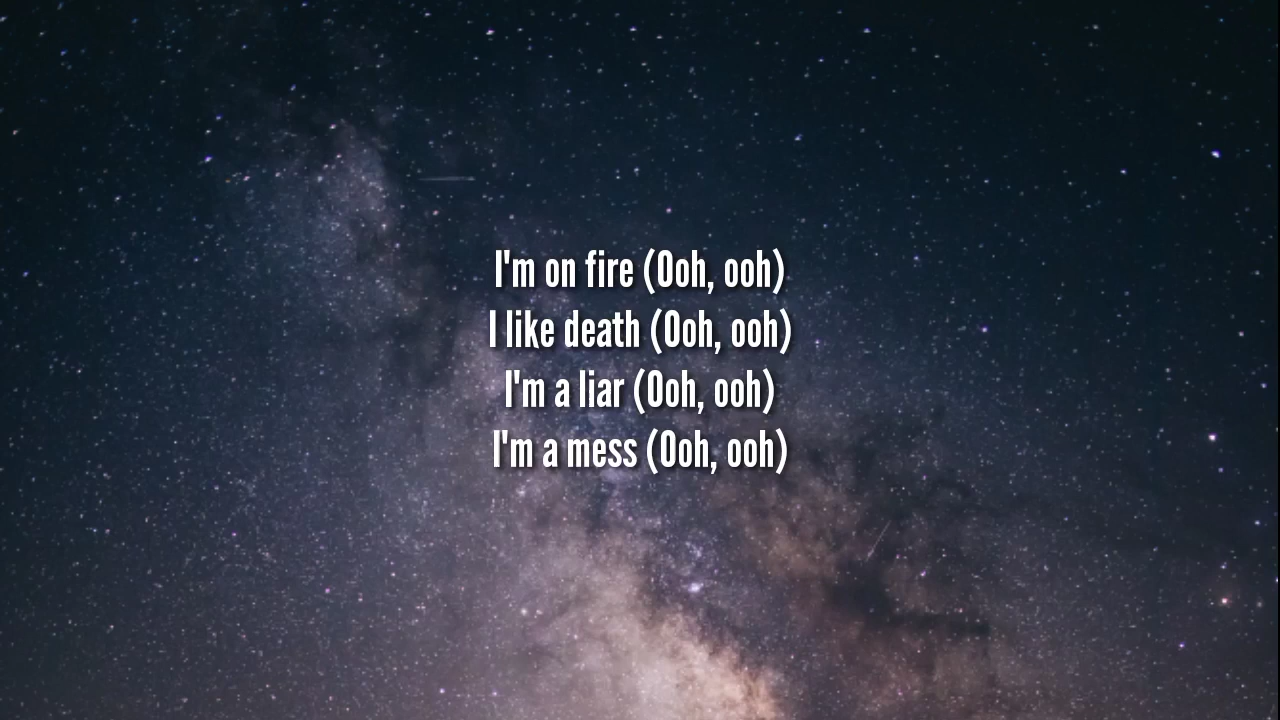 I'm on fire (Ooh, ooh)
I like death (Ooh, ooh)
I'm a liar (Ooh, ooh)
I'm a mess (Ooh, ooh)